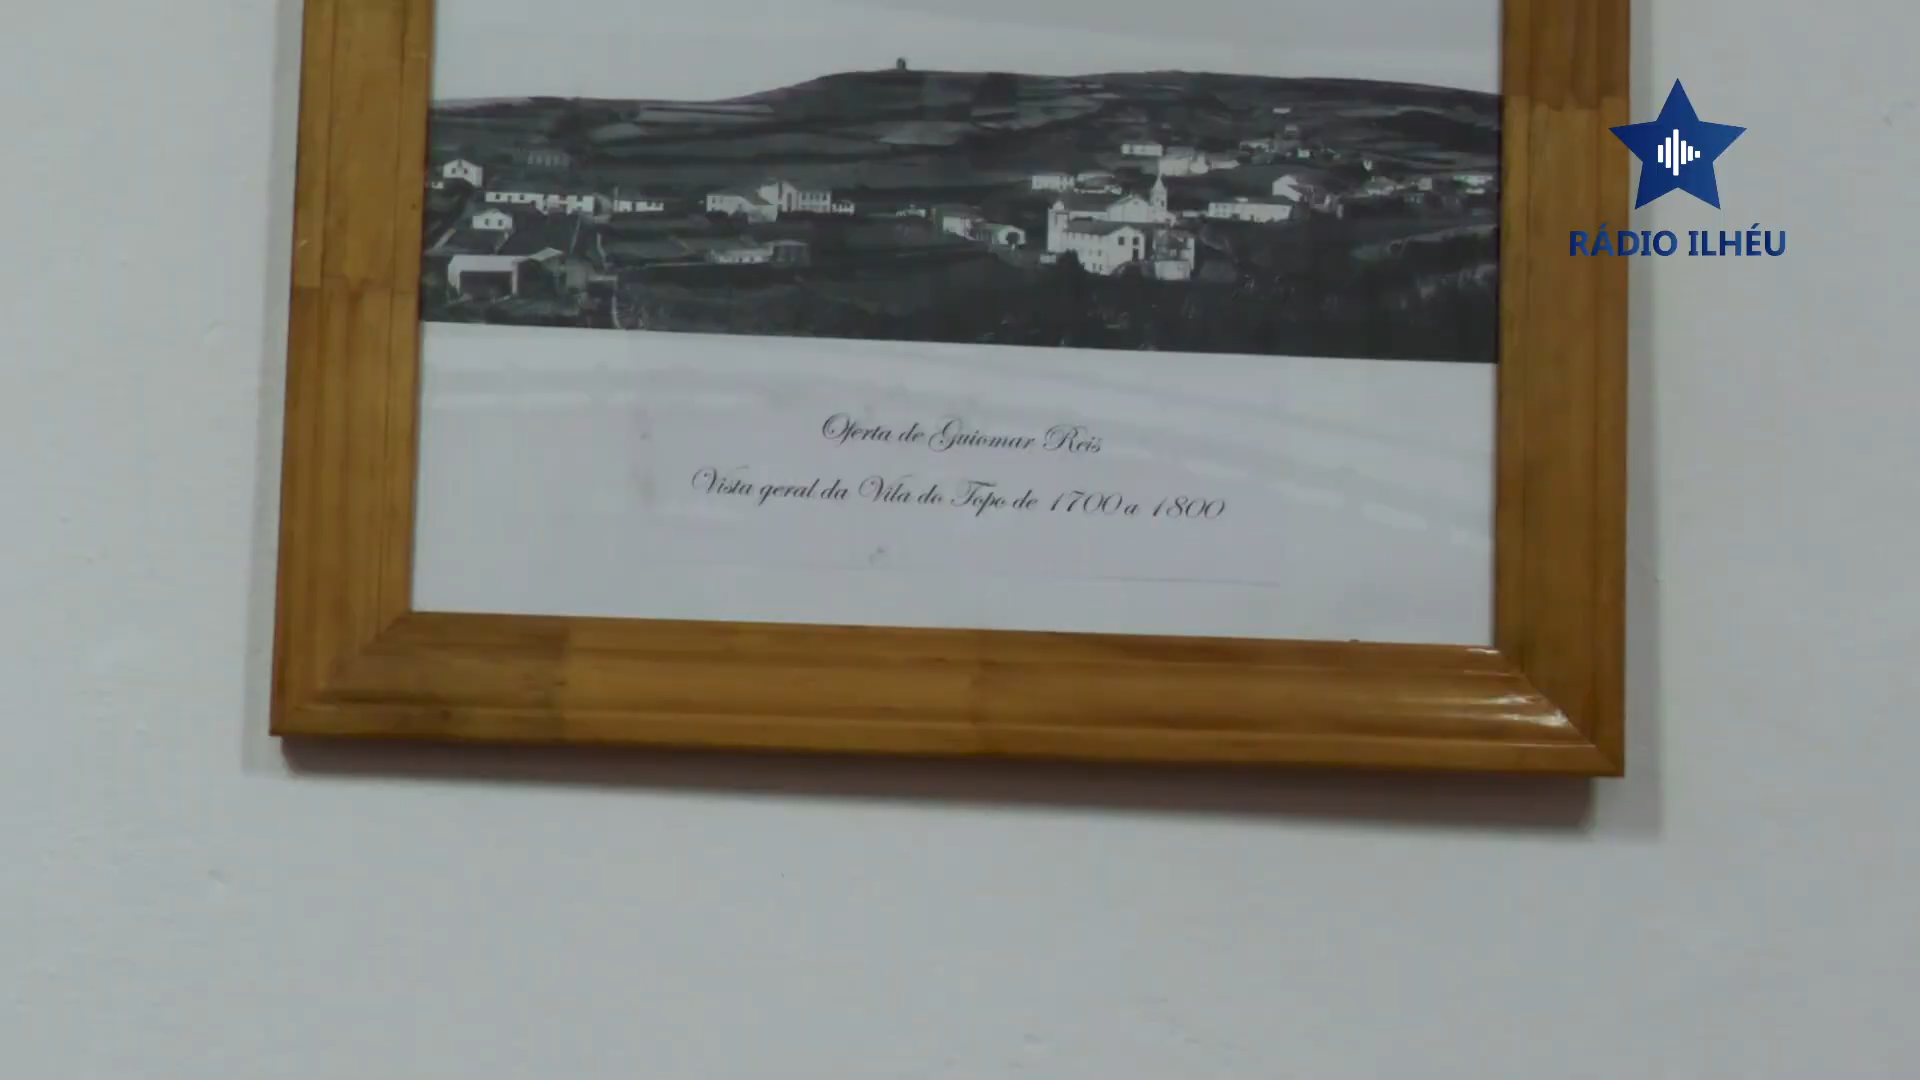 RÁDIO ILHÉU
Oferta de Guiomar Reis
Vista geral da Vila do Topo de 1700 a 1800